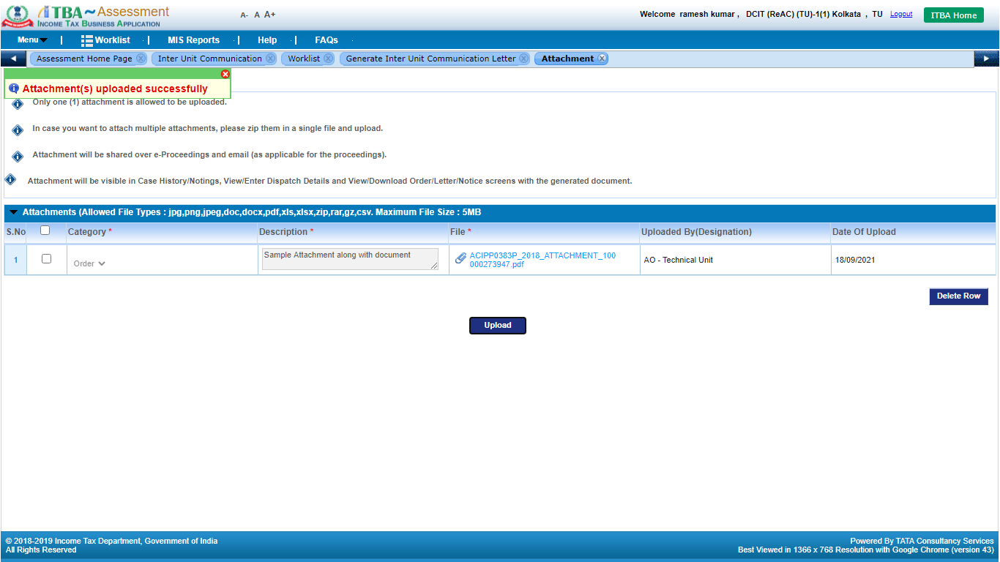 ITBA ~ Assessment
INCOME TAX BUSINESS APPLICATION
A- A A+
Welcome ramesh kumar , DCIT (ReAC) (TU)-1(1) Kolkata , TU Logout ITBA Home
Menu | Worklist | MIS Reports | Help | FAQs
Assessment Home Page Inter Unit Communication Worklist Generate Inter Unit Communication Letter Attachment
Attachment(s) uploaded successfully
Only one (1) attachment is allowed to be uploaded.
In case you want to attach multiple attachments, please zip them in a single file and upload.
Attachment will be shared over e-Proceedings and email (as applicable for the proceedings).
Attachment will be visible in Case History/Notings, View/Enter Dispatch Details and View/Download Order/Letter/Notice screens with the generated document.
Attachments (Allowed File Types : jpg,png,jpeg,doc,docx,pdf,xls,xlsx,zip,rar,gz,csv. Maximum File Size : 5MB
S.No Category * Description * File * Uploaded By(Designation) Date Of Upload
1 Order Sample Attachment along with document ACIPP0383P_2018_ATTACHMENT_100 AO - Technical Unit 18/09/2021
000273947.pdf
Delete Row
Upload
© 2018-2019 Income Tax Department, Government of India
All Rights Reserved
Powered By TATA Consultancy Services
Best Viewed in 1366 x 768 Resolution with Google Chrome (version 43)